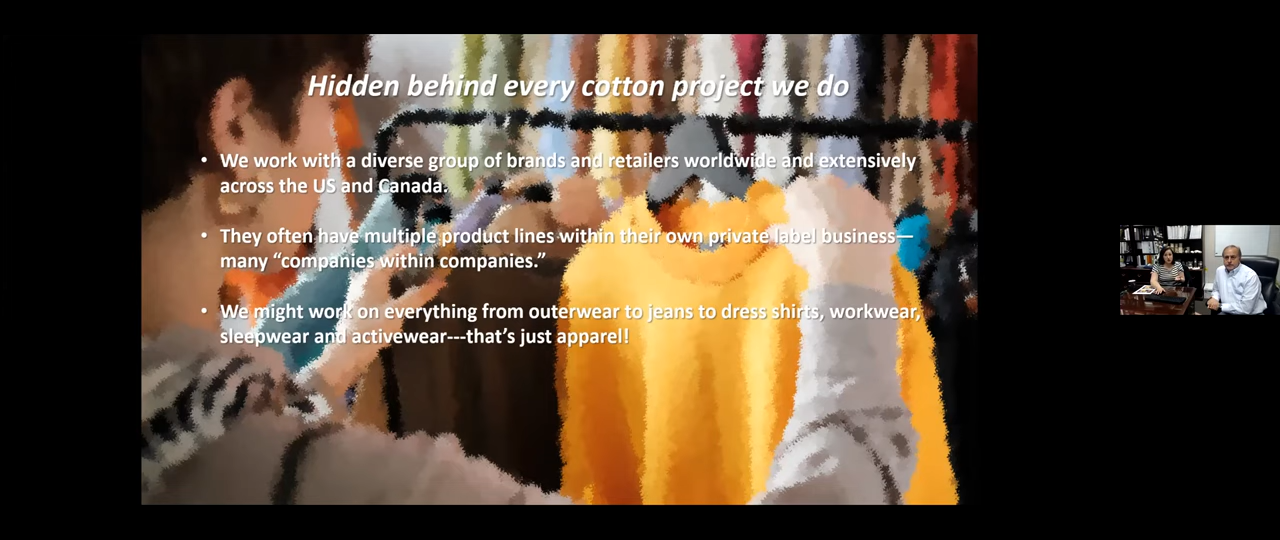 Hidden behind every cotton project we do
• We work with a diverse group of brands and retailers worldwide and extensively
across the US and Canada.
• They often have multiple product lines within their own private label business—
many “companies within companies.”
• We might work on everything from outerwear to jeans to dress shirts, workwear,
sleepwear and activewear---that’s just apparel!